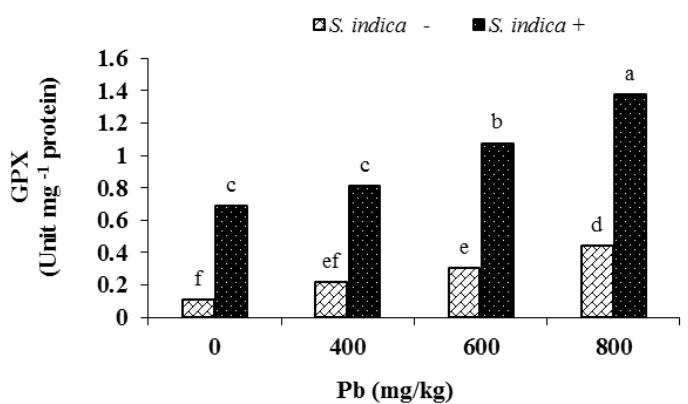 S. indica - S. indica +
GPX
(Unit mg -1 protein)
1.6
1.4
1.2
1
0.8
0.6
0.4
0.2
0
f c ef c e b d a
0 400 600 800
Pb (mg/kg)